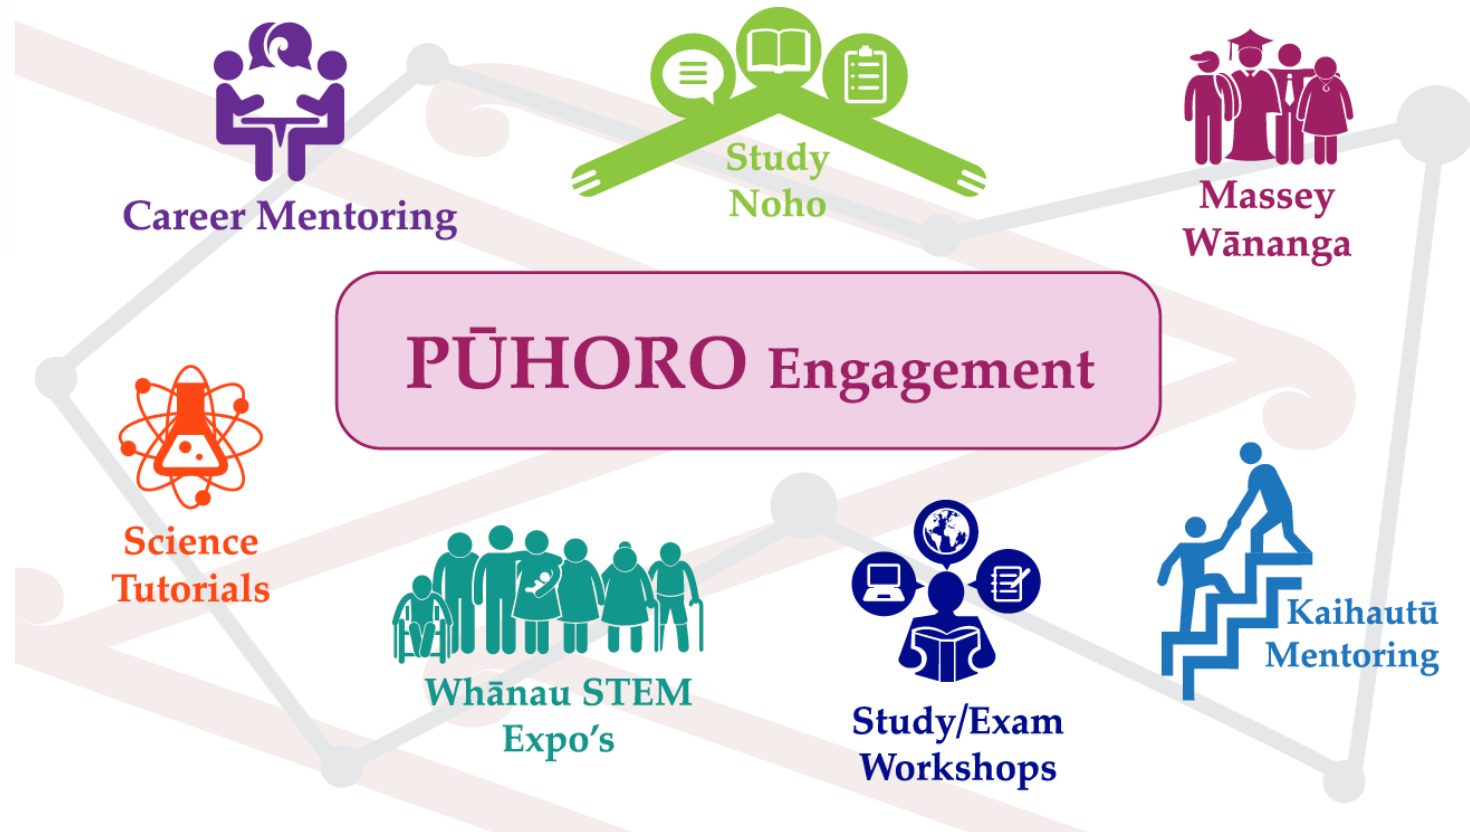 Career Mentoring
Study
Noho
Massey
Wānanga
PŪHORO Engagement
Science
Tutorials
Whānau STEM
Expo’s
Study/Exam
Workshops
Kaihautū
Mentoring